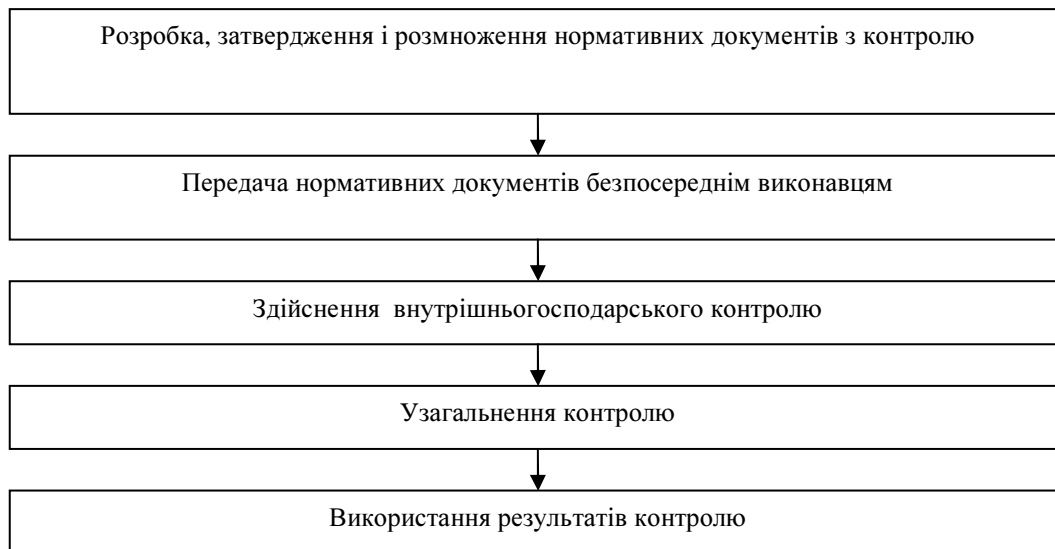 Розробка, затвердження і розмноження нормативних документів з контролю
Передача нормативних документів безпосереднім виконавцям
Здійснення внутрішньогосподарського контролю
Узагальнення контролю
Використання результатів контролю